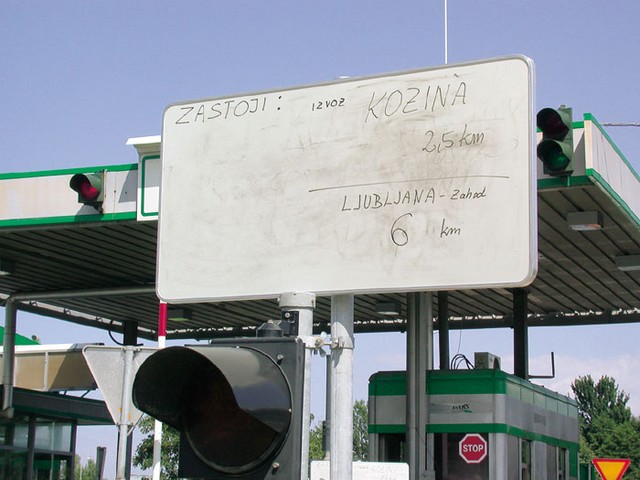 ZASTOJI: IZVOZ KOZINA
2,5 km
LJUBLJANA - Zahod
6 km
STOP